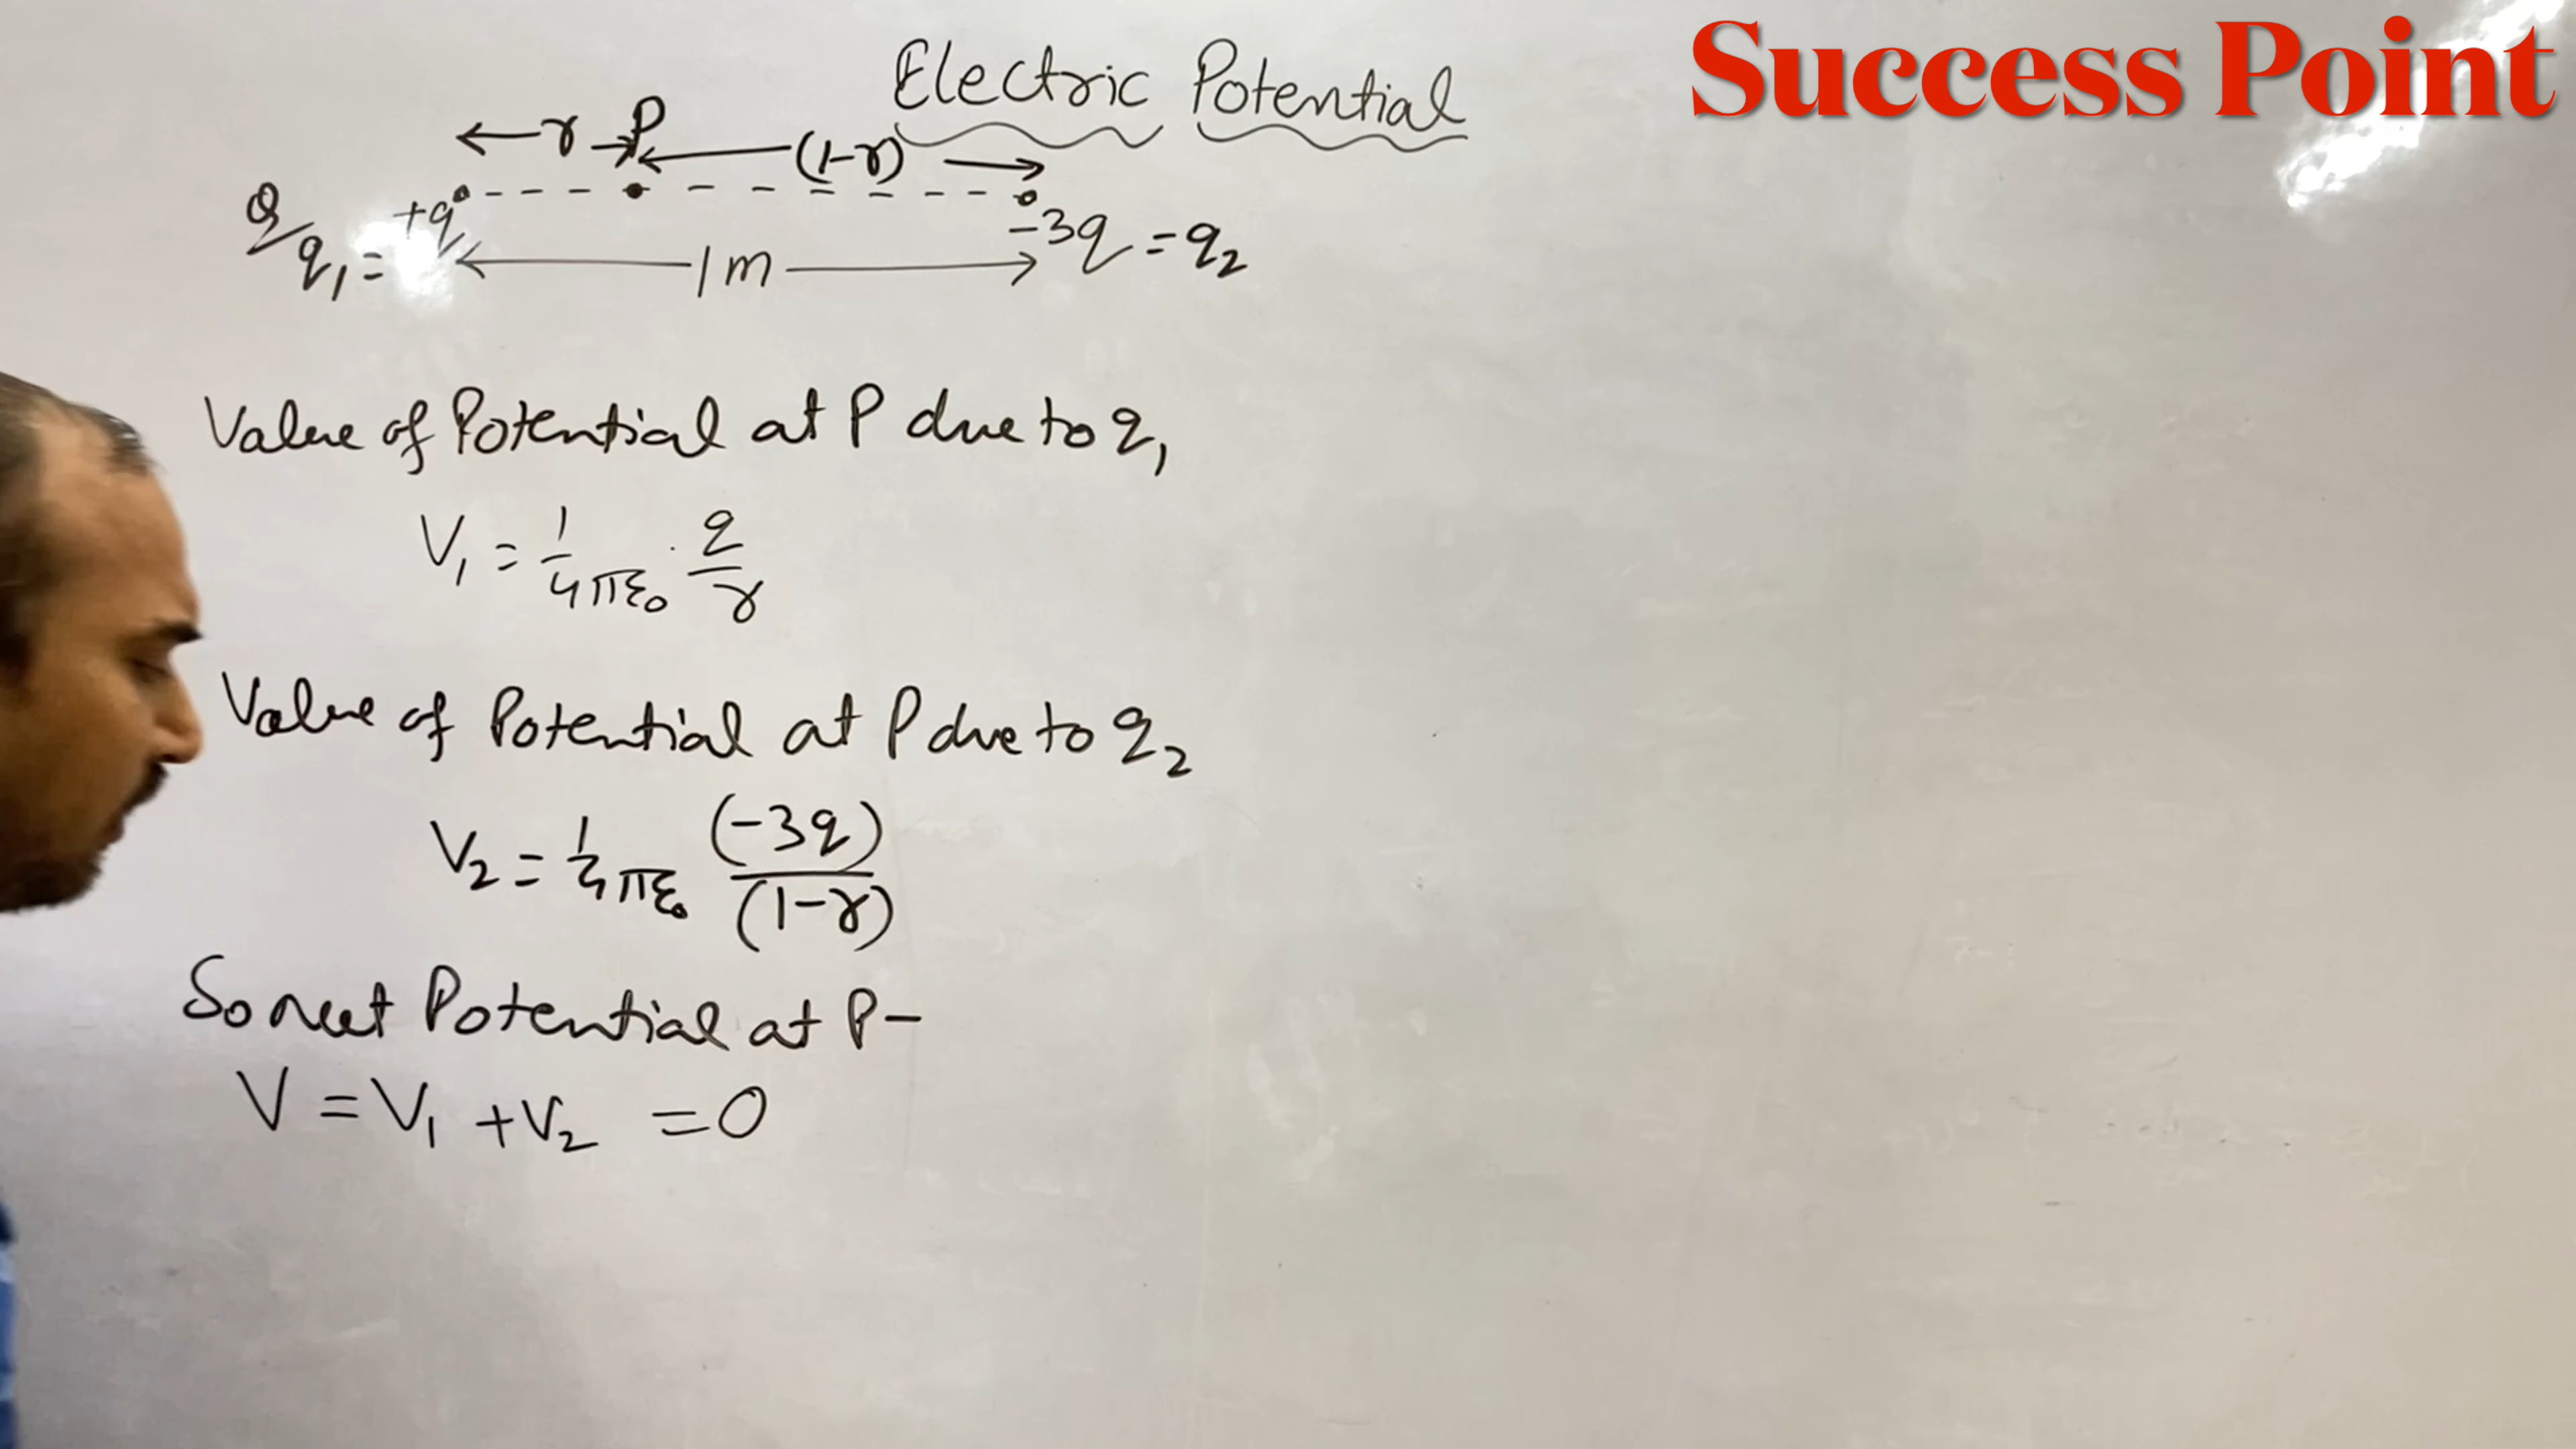 Success Point
Electric Potential
← r → P ← (1-r) →
Q/ q₁ = +q -3q = q₂
← 1 m →
Value of Potential at P due to q₁
V₁ = 1/4πε₀ . q/r
Value of Potential at P due to q₂
V₂ = 1/4πε₀ (-3q)/(1-r)
So net Potential at P-
V = V₁ + V₂ = 0